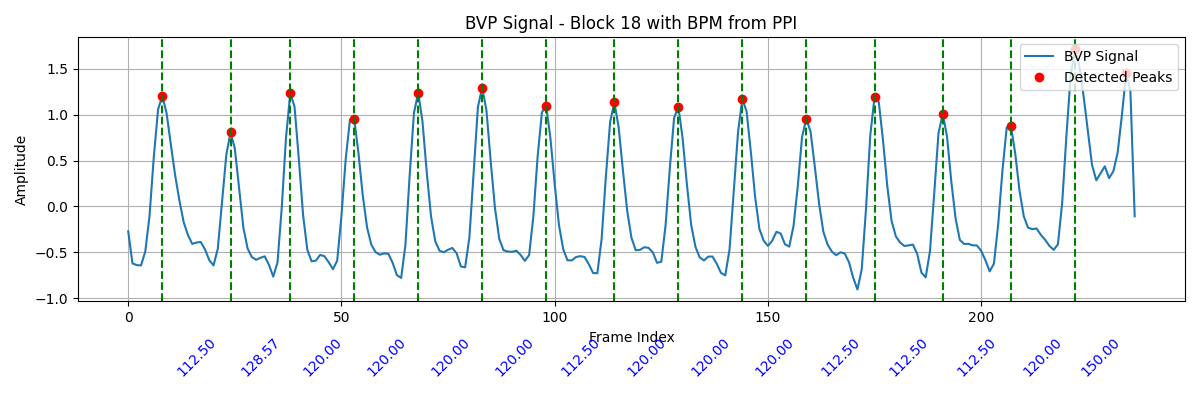 BVP Signal - Block 18 with BPM from PPI
Amplitude
1.5
1.0
0.5
0.0
−0.5
−1.0
BVP Signal
Detected Peaks
0 50 100 150 200
Frame Index
112.50 128.57 120.00 120.00 120.00 120.00 112.50 120.00 120.00 120.00 112.50 112.50 112.50 120.00 150.00